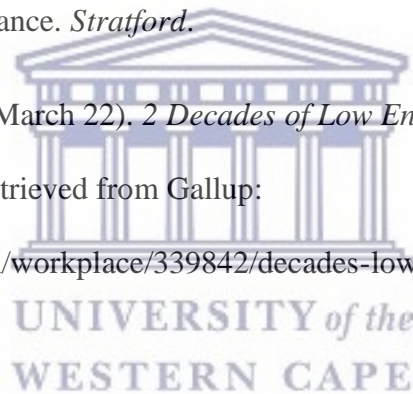 ance. Stratford.
March 22). 2 Decades of Low En
trieved from Gallup:
/workplace/339842/decades-low
UNIVERSITY of the
WESTERN CAPE